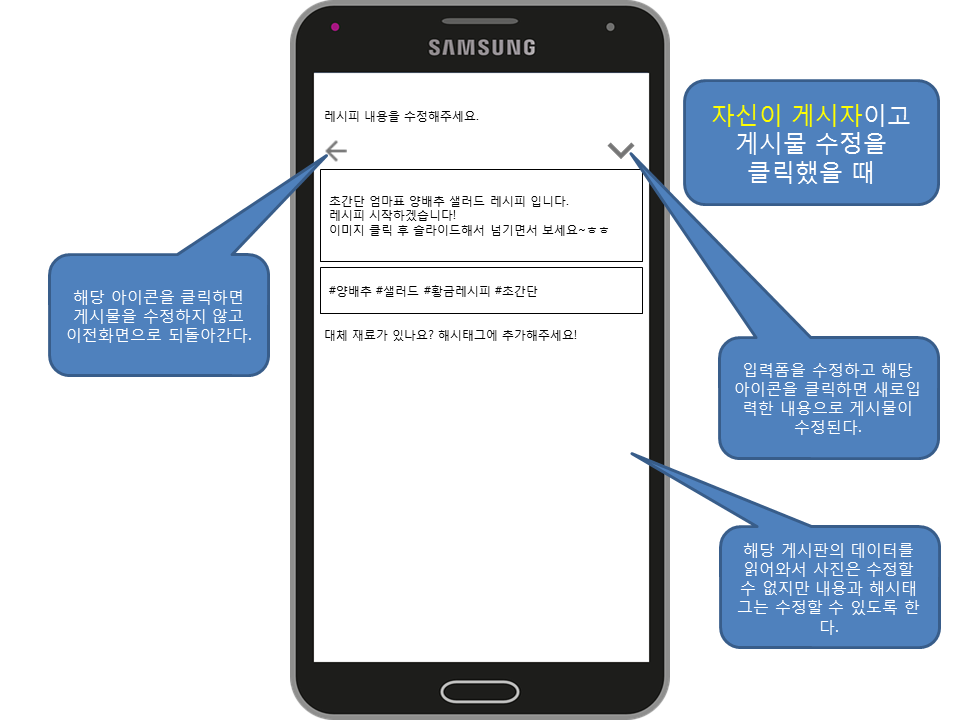 SAMSUNG
자신이 게시자이고
게시물 수정을
클릭했을 때
레시피 내용을 수정해주세요.
초간단 엄마표 양배추 샐러드 레시피 입니다.
레시피 시작하겠습니다!
이미지 클릭 후 슬라이드해서 넘기면서 보세요~ㅎㅎ
#양배추 #샐러드 #황금레시피 #초간단
대체 재료가 있나요? 해시태그에 추가해주세요!
해당 아이콘을 클릭하면
게시물을 수정하지 않고
이전화면으로 되돌아간다.
입력폼을 수정하고 해당
아이콘을 클릭하면 새로입
력한 내용으로 게시물이
수정된다.
해당 게시판의 데이터를
읽어와서 사진은 수정할
수 없지만 내용과 해시태
그는 수정할 수 있도록 한
다.